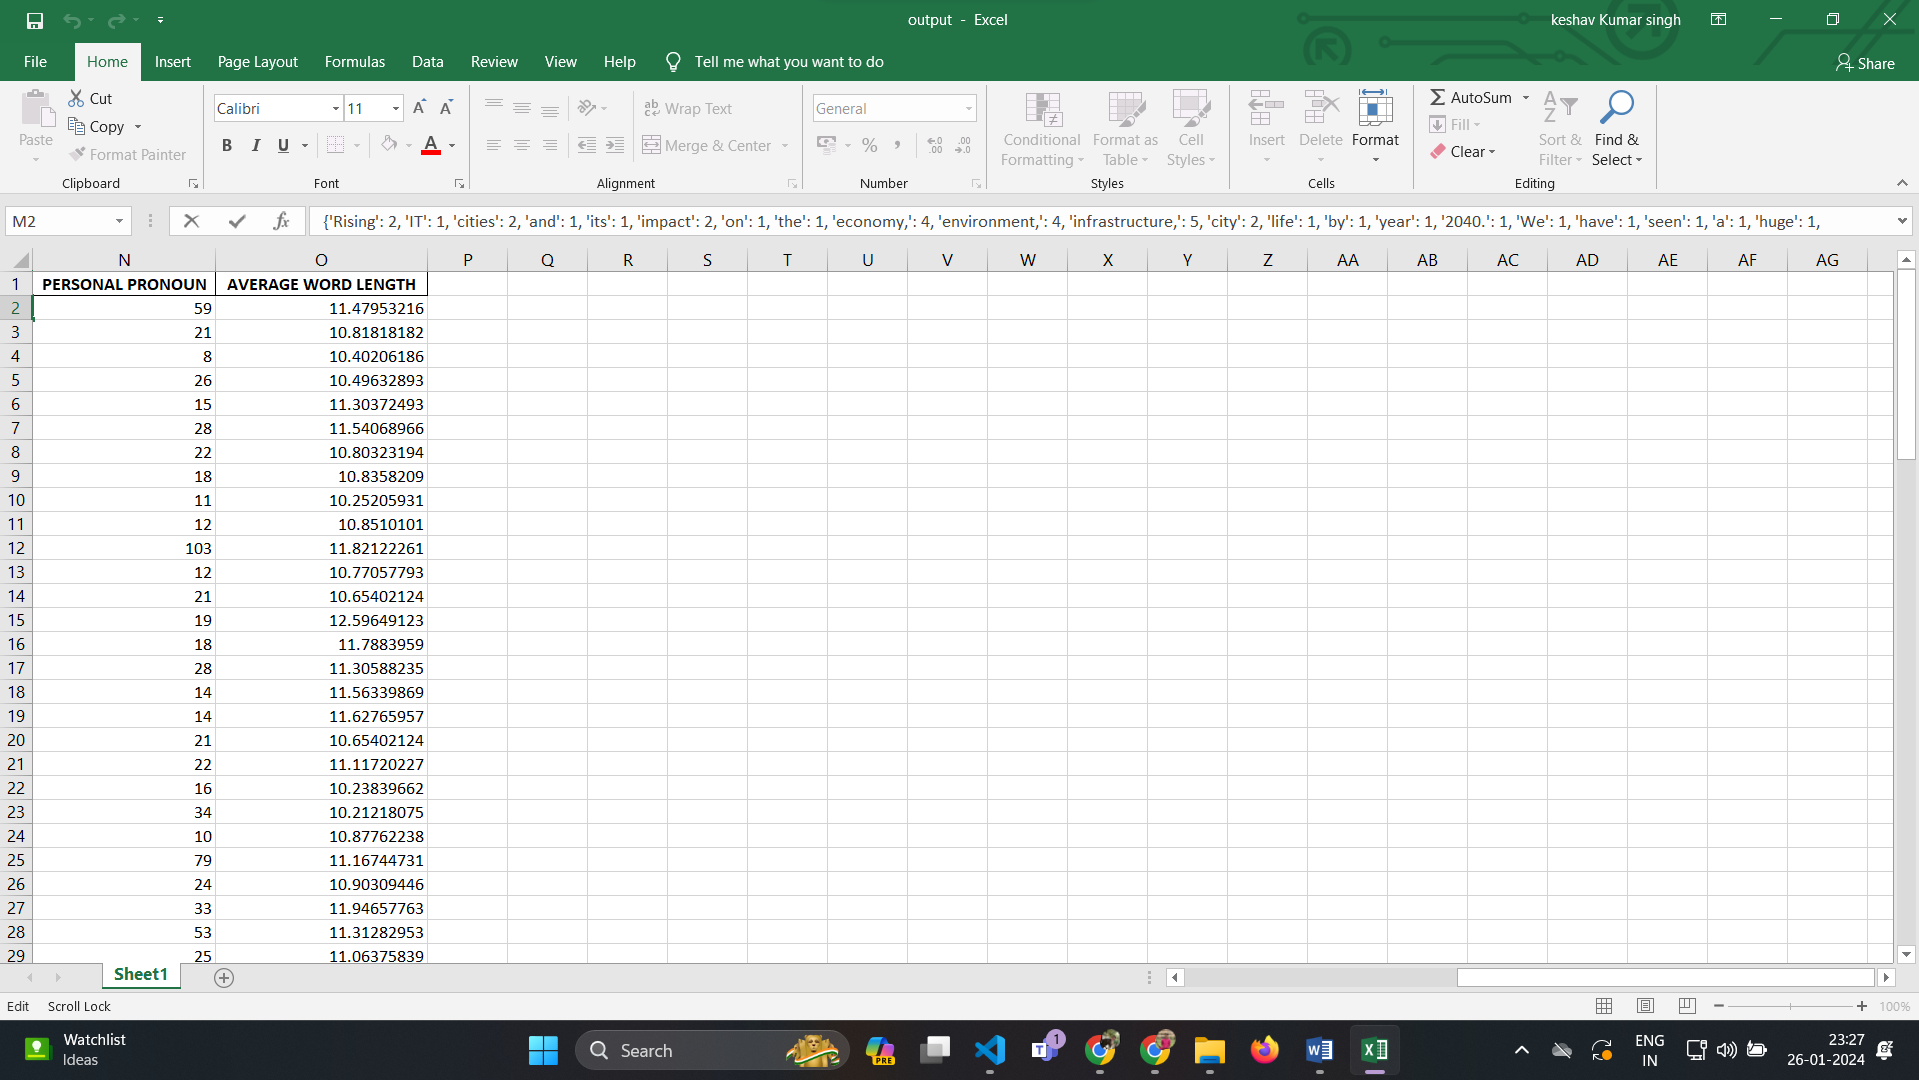 output - Excel
keshav Kumar singh
File Home Insert Page Layout Formulas Data Review View Help Tell me what you want to do
Share
Paste
Cut
Copy
Format Painter
Clipboard
Calibri 11
B I U
Font
Wrap Text
Merge & Center
Alignment
General
Number
Conditional Formatting
Format as Table
Cell Styles
Styles
Insert Delete Format
Cells
AutoSum
Fill
Clear
Sort & Filter
Find & Select
Editing
M2
{'Rising': 2, 'IT': 1, 'cities': 2, 'and': 1, 'its': 1, 'impact': 2, 'on': 1, 'the': 1, 'economy,': 4, 'environment,': 4, 'infrastructure,': 5, 'city': 2, 'life': 1, 'by': 1, 'year': 1, '2040.': 1, 'We': 1, 'have': 1, 'seen': 1, 'a': 1, 'huge': 1,
N O P Q R S T U V W X Y Z AA AB AC AD AE AF AG
1 PERSONAL PRONOUN AVERAGE WORD LENGTH
2 59 11.47953216
3 21 10.81818182
4 8 10.40206186
5 26 10.49632893
6 15 11.30372493
7 28 11.54068966
8 22 10.80323194
9 18 10.8358209
10 11 10.25205931
11 12 10.8510101
12 103 11.82122261
13 12 10.77057793
14 21 10.65402124
15 19 12.59649123
16 18 11.7883959
17 28 11.30588235
18 14 11.56339869
19 14 11.62765957
20 21 10.65402124
21 22 11.11720227
22 16 10.23839662
23 34 10.21218075
24 10 10.87762238
25 79 11.16744731
26 24 10.90309446
27 33 11.94657763
28 53 11.31282953
29 25 11.06375839
Sheet1
Edit Scroll Lock
100%
Watchlist
Ideas
Search
PRE
1
ENG
IN
23:27
26-01-2024